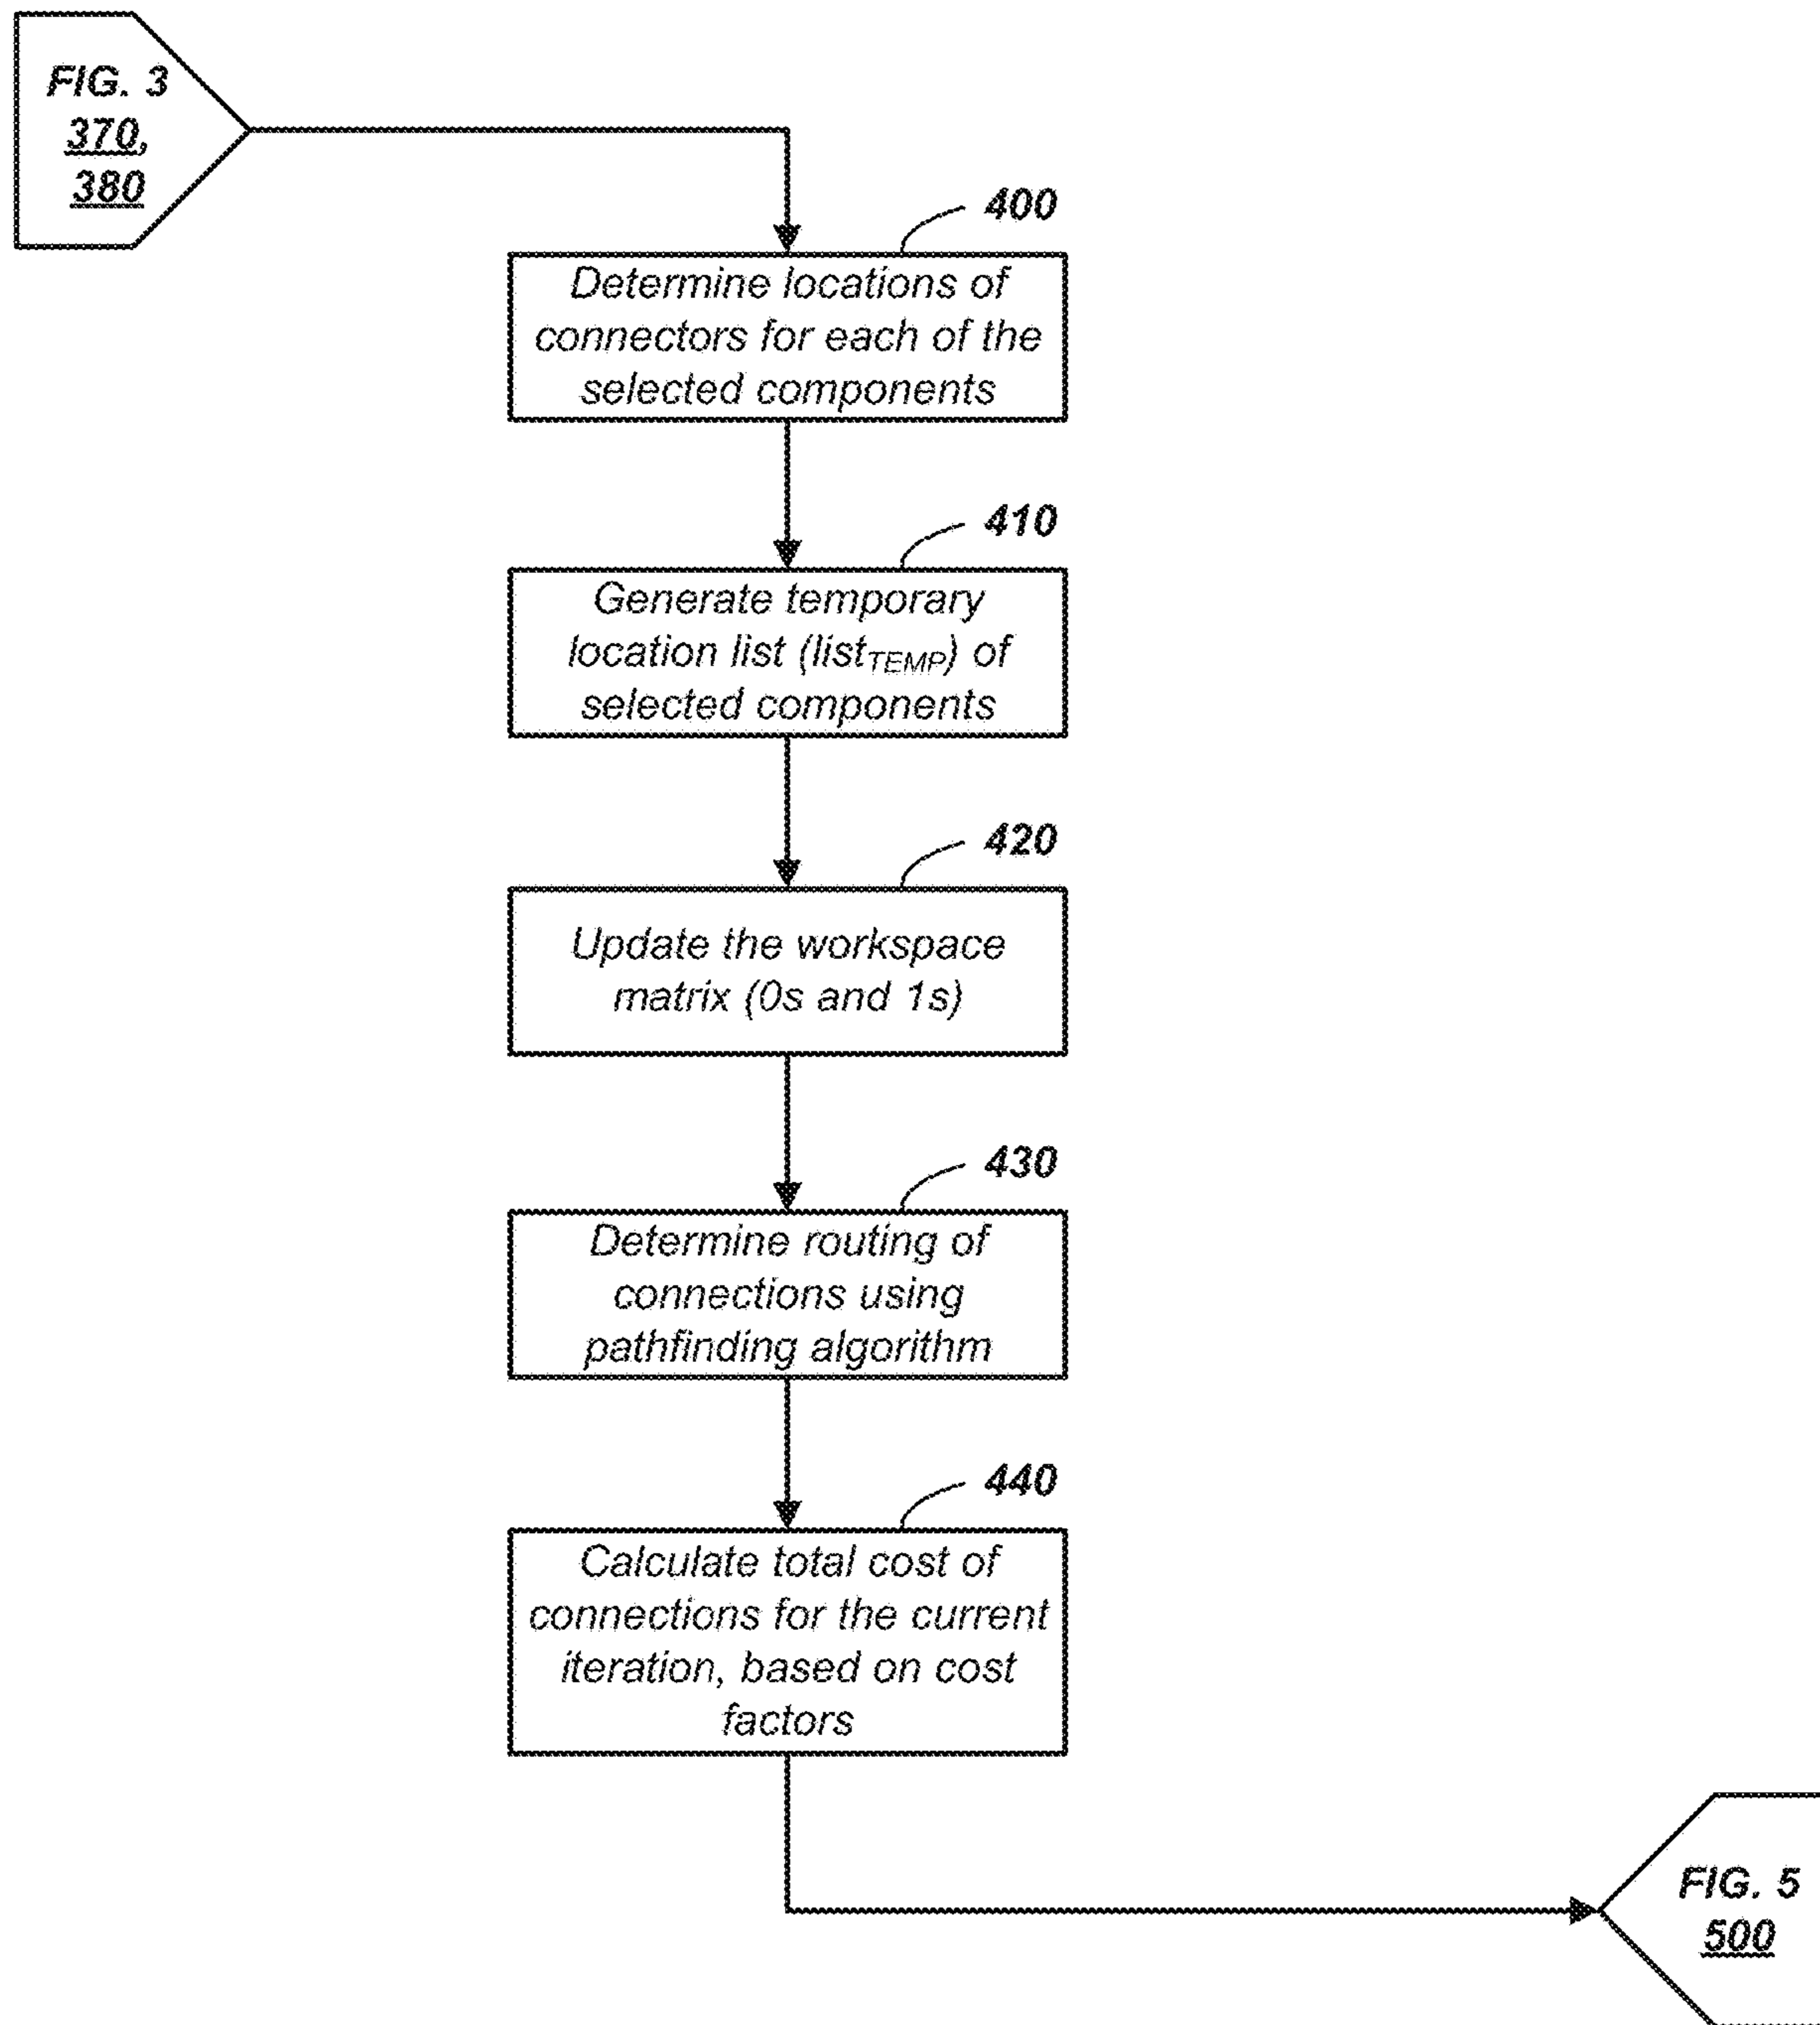 FIG. 3
370,
380
400
Determine locations of
connectors for each of the
selected components
410
Generate temporary
location list (listTEMP) of
selected components
420
Update the workspace
matrix (0s and 1s)
430
Determine routing of
connections using
pathfinding algorithm
440
Calculate total cost of
connections for the current
iteration, based on cost
factors
FIG. 5
500